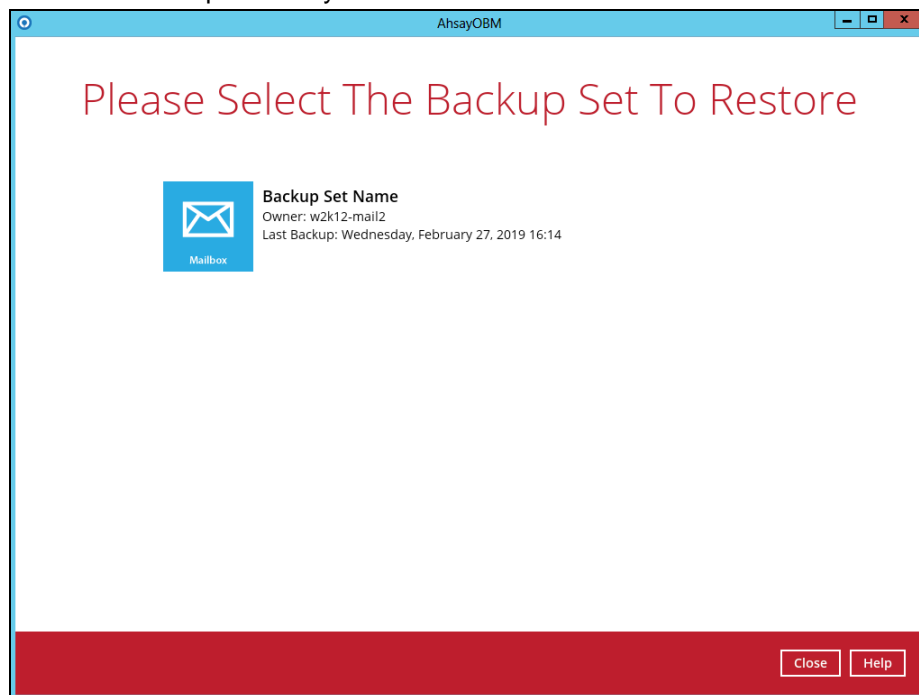 AhsayOBM
Please Select The Backup Set To Restore
Backup Set Name
Owner: w2k12-mail2
Last Backup: Wednesday, February 27, 2019 16:14
Mailbox
Close
Help